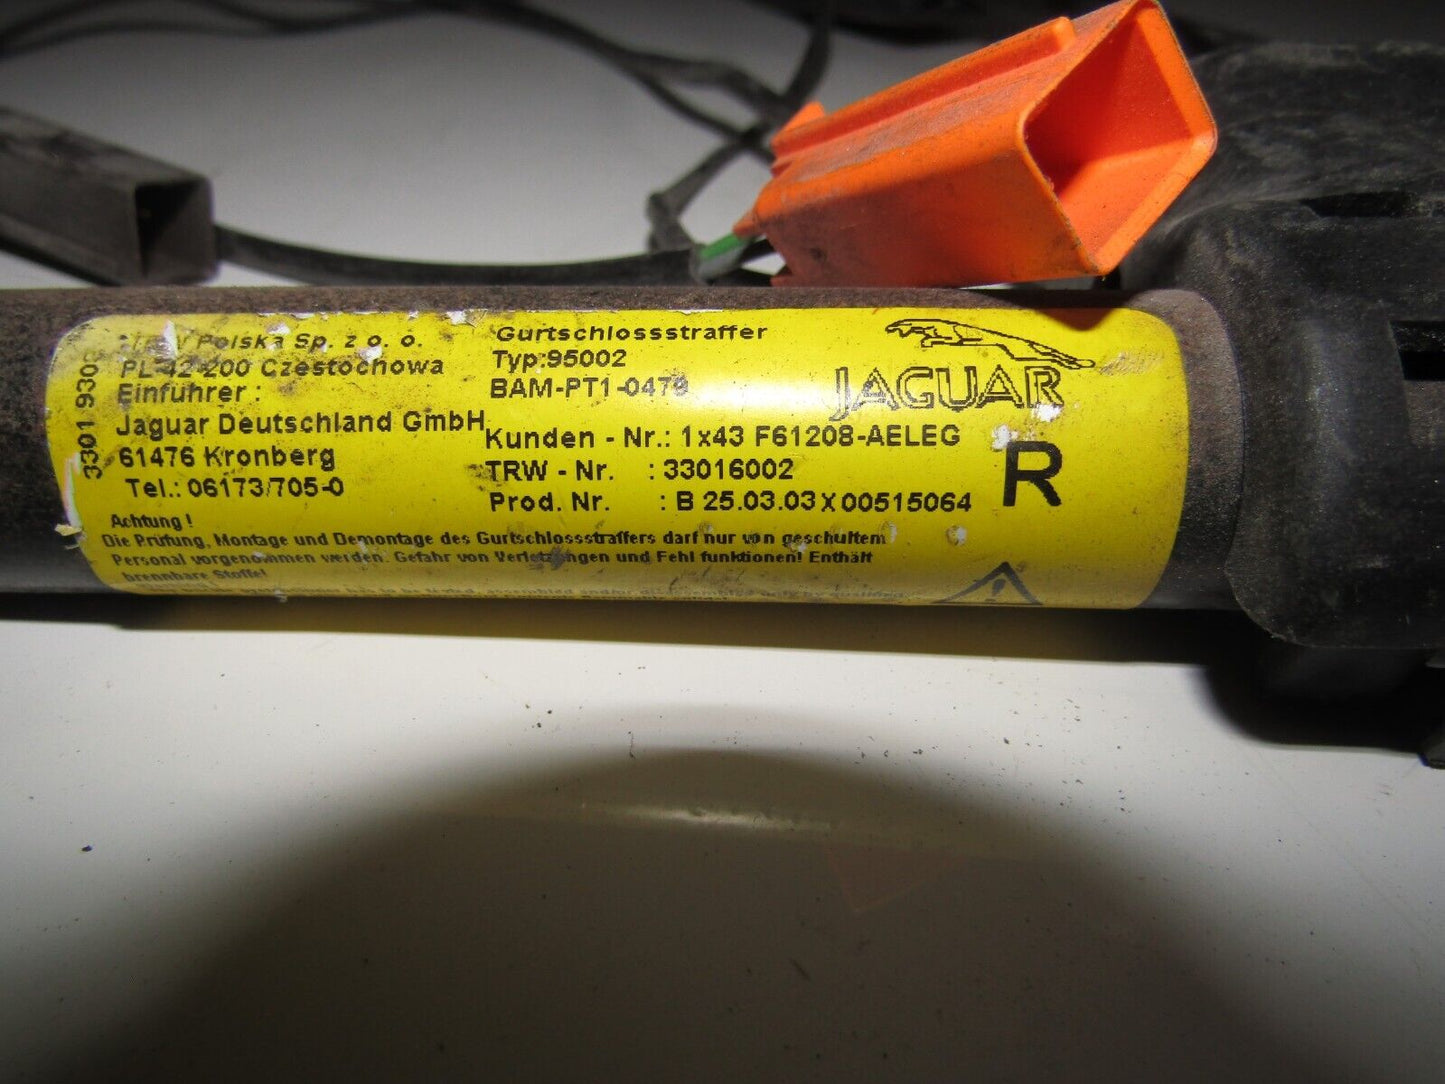 Polska Sp. z o. o.
PL-42-200 Czestochowa
Einführer :
Jaguar Deutschland GmbH
61476 Kronberg
Tel.: 06173/705-0
Gurtschlossstraffer
Typ:95002
BAM-PT1-0479
Kunden - Nr.: 1x43 F61208-AELEG
TRW - Nr. : 33016002
Prod. Nr. : B 25.03.03 X 00515064
JAGUAR
R
3301 930
Achtung !
Die Prüfung, Montage und Demontage des Gurtschlossstraffers darf nur von geschultem
Personal vorgenommen werden. Gefahr von Verletzungen und Fehl funktionen! Enthält
brennbare Stoffe!